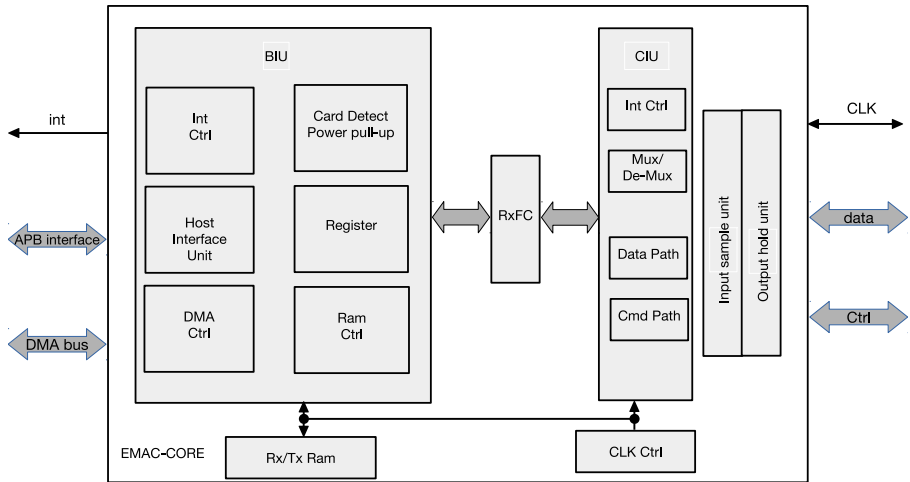 BIU
CIU
Int
Ctrl
Card Detect
Power pull-up
Int Ctrl
int
CLK
Mux/
De-Mux
Host
Interface
Unit
Register
RxFC
APB interface
data
Data Path
Input sample unit
Output hold unit
DMA
Ctrl
Ram
Ctrl
Cmd Path
Ctrl
DMA bus
EMAC-CORE
Rx/Tx Ram
CLK Ctrl